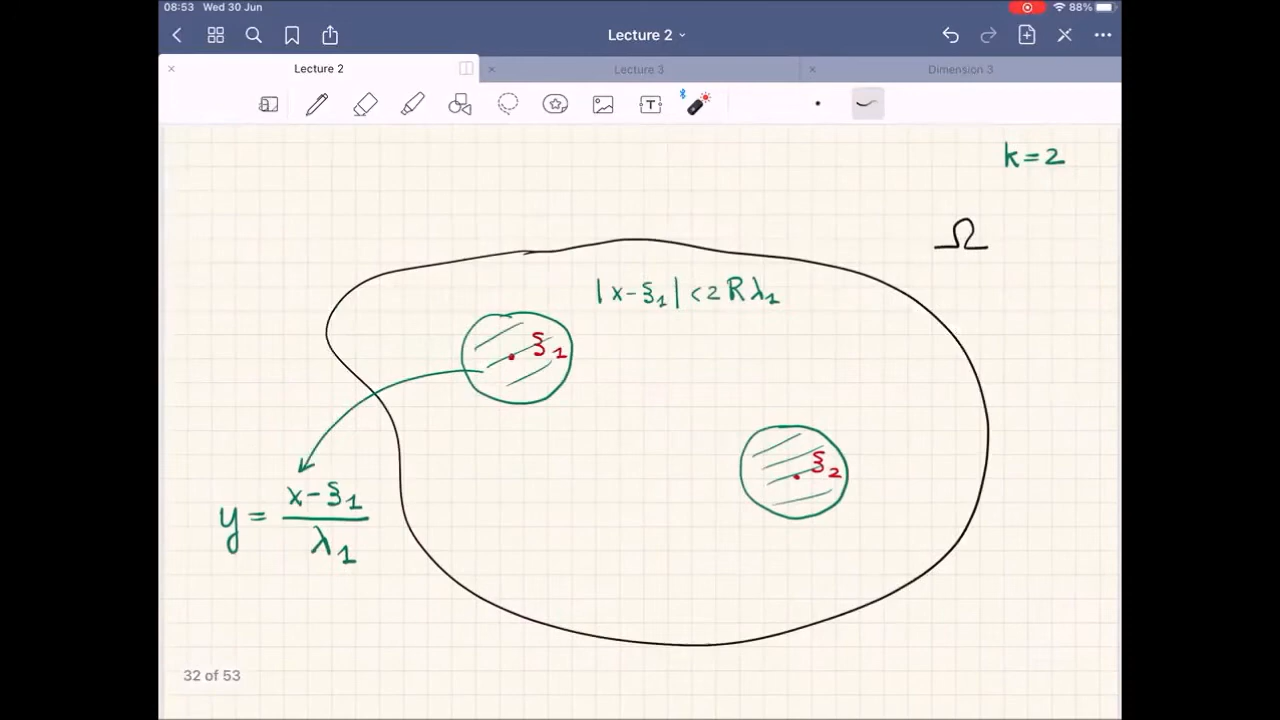 08:53 Wed 30 Jun
88%
Lecture 2
Lecture 2
Lecture 3
Dimension 3
T
k=2
Ω
|x-ξ₁|<2Rλ₁
ξ₁
ξ₂
y = (x-ξ₁)/λ₁
32 of 53